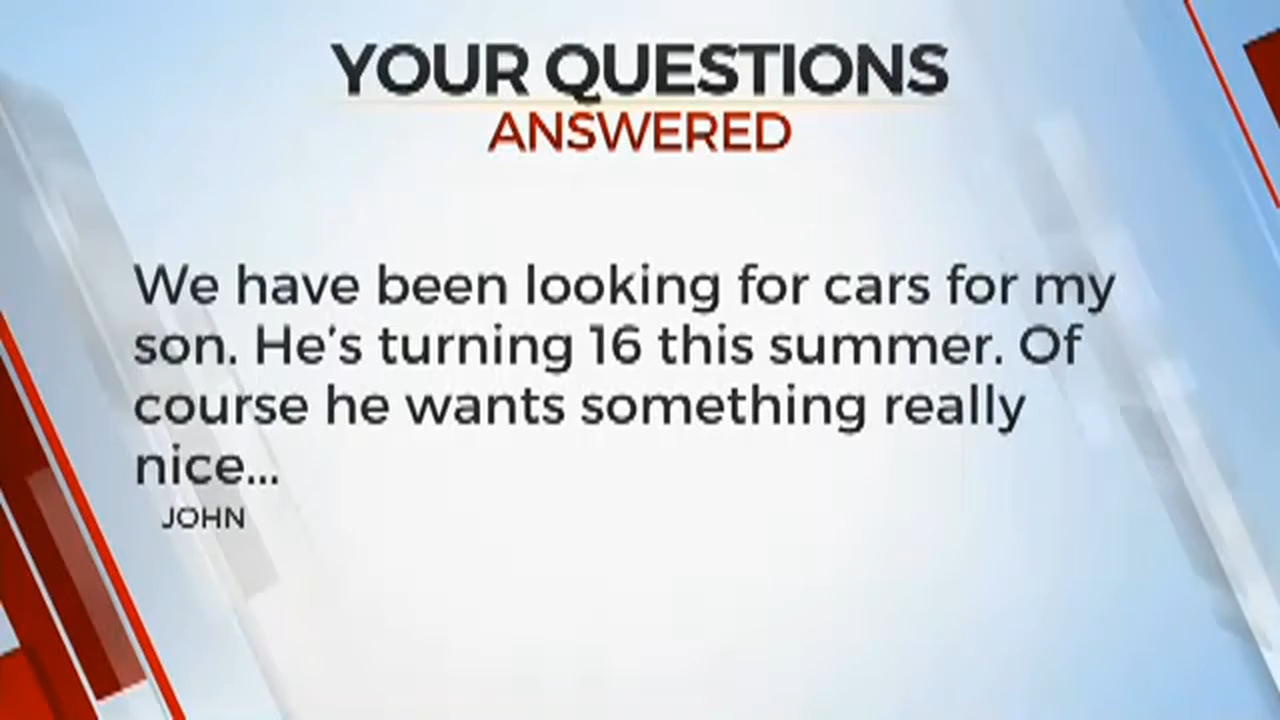 YOUR QUESTIONS
ANSWERED
We have been looking for cars for my
son. He's turning 16 this summer. Of
course he wants something really
nice...
JOHN